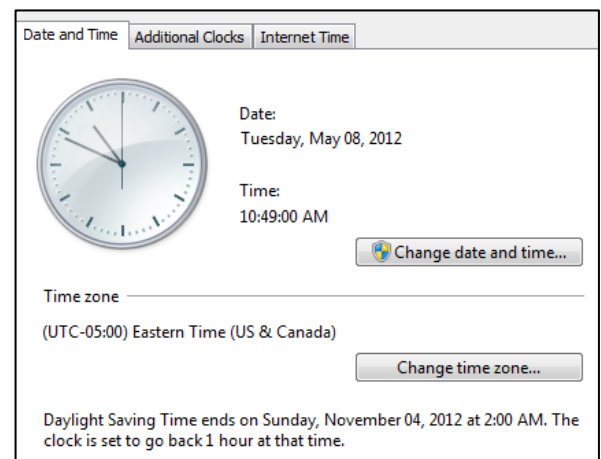 Date and Time Additional Clocks Internet Time
Date:
Tuesday, May 08, 2012
Time:
10:49:00 AM
Change date and time...
Time zone
(UTC-05:00) Eastern Time (US & Canada)
Change time zone...
Daylight Saving Time ends on Sunday, November 04, 2012 at 2:00 AM. The
clock is set to go back 1 hour at that time.